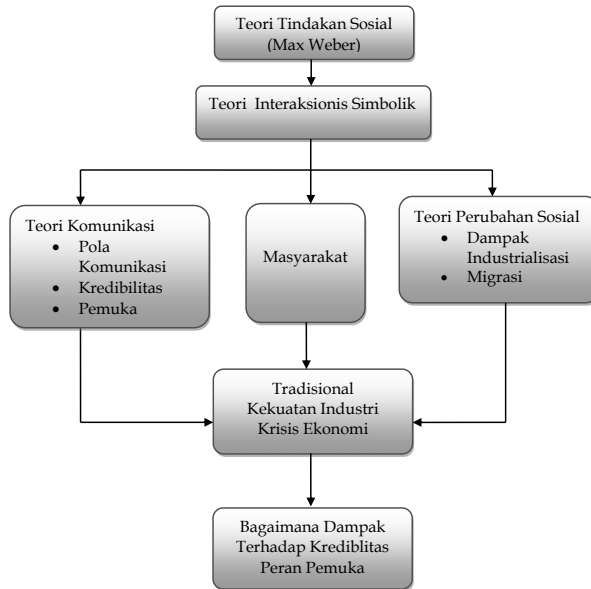 Teori Tindakan Sosial
(Max Weber)
Teori Interaksionis Simbolik
Teori Komunikasi
• Pola
Komunikasi
• Kredibilitas
• Pemuka
Masyarakat
Teori Perubahan Sosial
• Dampak
Industrialisasi
• Migrasi
Tradisional
Kekuatan Industri
Krisis Ekonomi
Bagaimana Dampak
Terhadap Krediblitas
Peran Pemuka